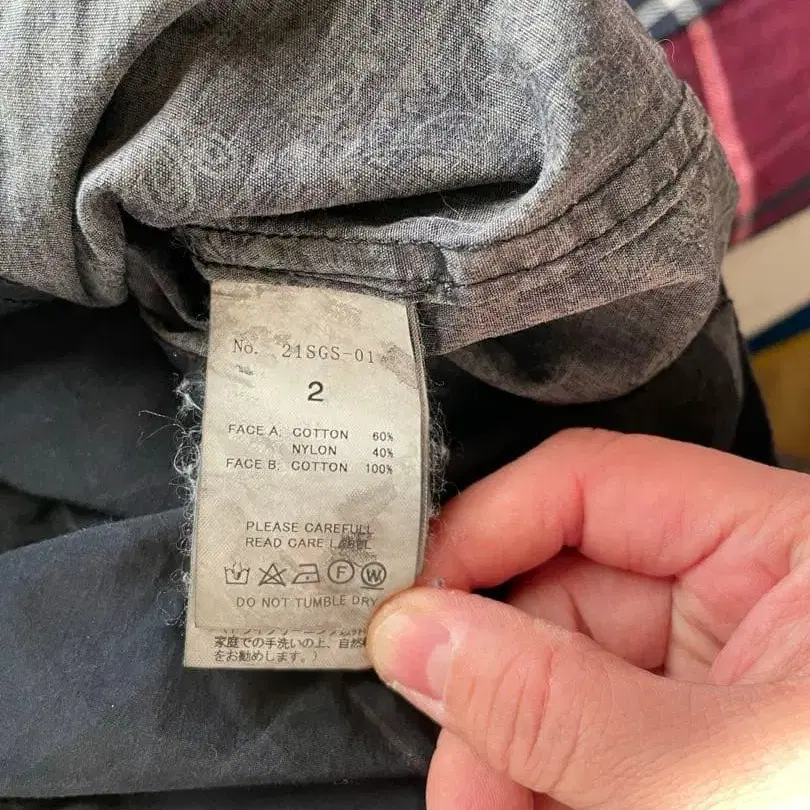 No. 21SGS-01
2
FACE A. COTTON 60%
NYLON 40%
FACE B. COTTON 100%
PLEASE CAREFULL
READ CARE LABEL
F W
DO NOT TUMBLE DRY
家庭での手洗いの上、自然
をお勧めします。）